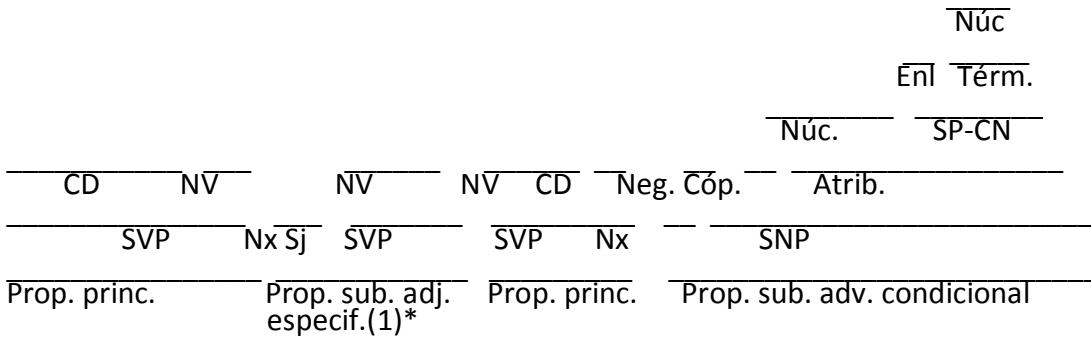 Núc
Enl Térm.
Núc. SP-CN
CD NV NV NV CD Neg. Cóp. Atrib.
SVP Nx Sj SVP SVP Nx SNP
Prop. princ. Prop. sub. adj. Prop. princ. Prop. sub. adv. condicional
especif.(1)*